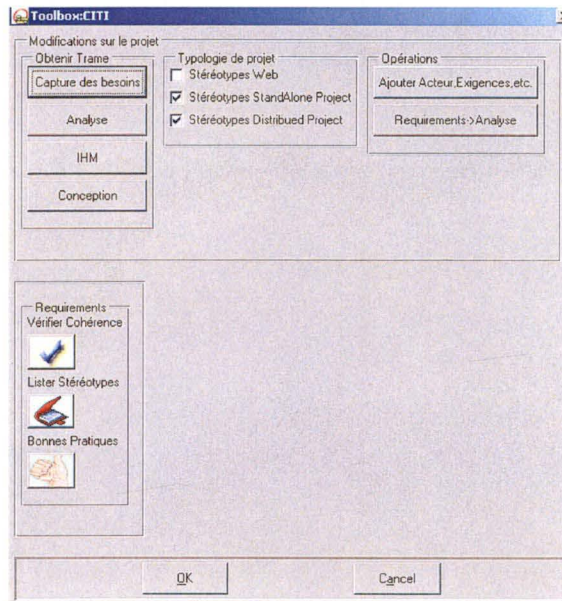 Toolbox:CITI
Modifications sur le projet
Obtenir Trame
Capture des besoins
Analyse
IHM
Conception
Typologie de projet
Stéréotypes Web
Stéréotypes StandAlone Project
Stéréotypes Distribued Project
Opérations
Ajouter Acteur,Exigences,etc.
Requirements->Analyse
Requirements
Vérifier Cohérence
Lister Stéréotypes
Bonnes Pratiques
OK
Cancel